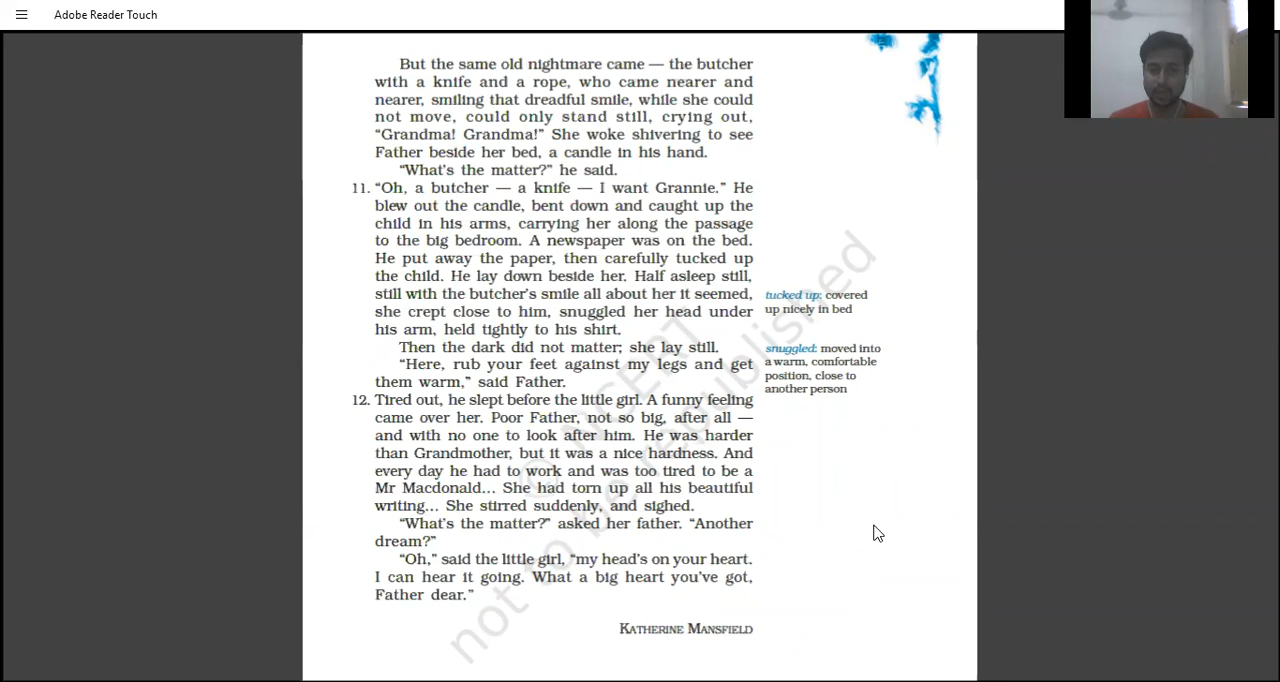 Adobe Reader Touch
But the same old nightmare came — the butcher
with a knife and a rope, who came nearer and
nearer, smiling that dreadful smile, while she could
not move, could only stand still, crying out,
“Grandma! Grandma!” She woke shivering to see
Father beside her bed, a candle in his hand.
“What’s the matter?” he said.
11. “Oh, a butcher — a knife — I want Grannie.” He
blew out the candle, bent down and caught up the
child in his arms, carrying her along the passage
to the big bedroom. A newspaper was on the bed.
He put away the paper, then carefully tucked up
the child. He lay down beside her. Half asleep still,
still with the butcher’s smile all about her it seemed,
she crept close to him, snuggled her head under
his arm, held tightly to his shirt.
Then the dark did not matter; she lay still.
“Here, rub your feet against my legs and get
them warm,” said Father.
12. Tired out, he slept before the little girl. A funny feeling
came over her. Poor Father, not so big, after all —
and with no one to look after him. He was harder
than Grandmother, but it was a nice hardness. And
every day he had to work and was too tired to be a
Mr Macdonald... She had torn up all his beautiful
writing... She stirred suddenly, and sighed.
“What’s the matter?” asked her father. “Another
dream?”
“Oh,” said the little girl, “my head’s on your heart.
I can hear it going. What a big heart you’ve got,
Father dear.”
KATHERINE MANSFIELD
tucked up: covered
up nicely in bed
snuggled: moved into
a warm, comfortable
position, close to
another person
© NCERT
not to be republished